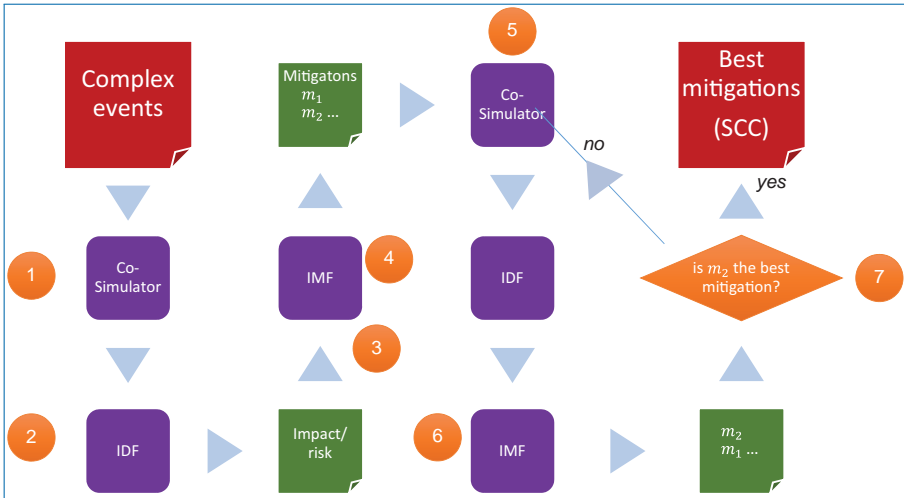 Complex
events
1
Co-
Simulator
2
IDF
Impact/
risk
3
IMF
4
Mitigatons
m₁
m₂ ...
5
Co-
Simulator
no
IDF
6
IMF
m₂
m₁ ...
is m₂ the best
mitigation?
7
yes
Best
mitigations
(SCC)